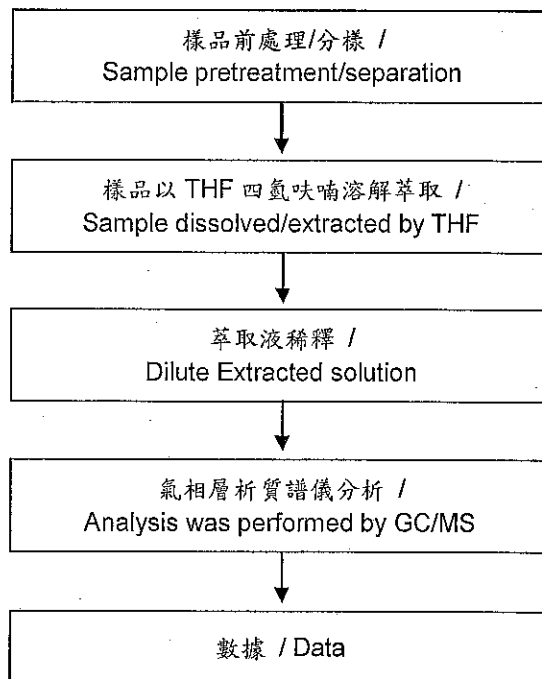 樣品前處理/分樣 /
Sample pretreatment/separation
樣品以 THF 四氫呋喃溶解萃取 /
Sample dissolved/extracted by THF
萃取液稀釋 /
Dilute Extracted solution
氣相層析質譜儀分析 /
Analysis was performed by GC/MS
數據 / Data